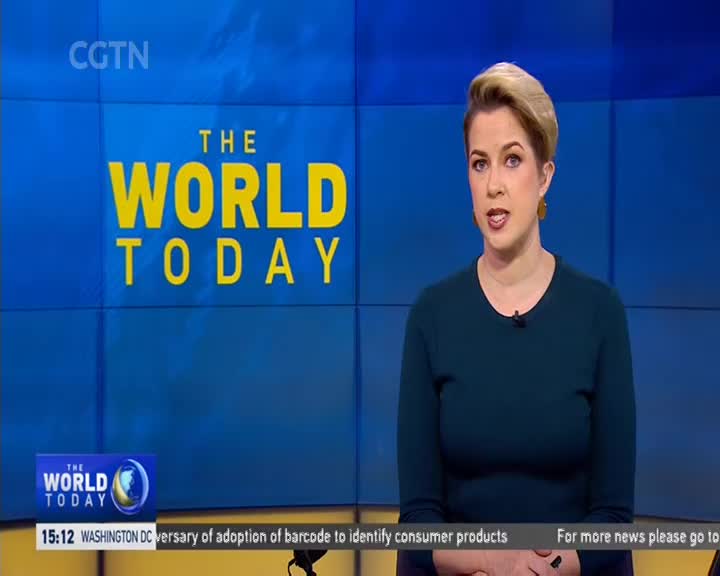 CGTN
THE
WORLD
TODAY
THE
WORLD
TODAY
15:12 WASHINGTON DC versary of adoption of barcode to identify consumer products For more news please go to